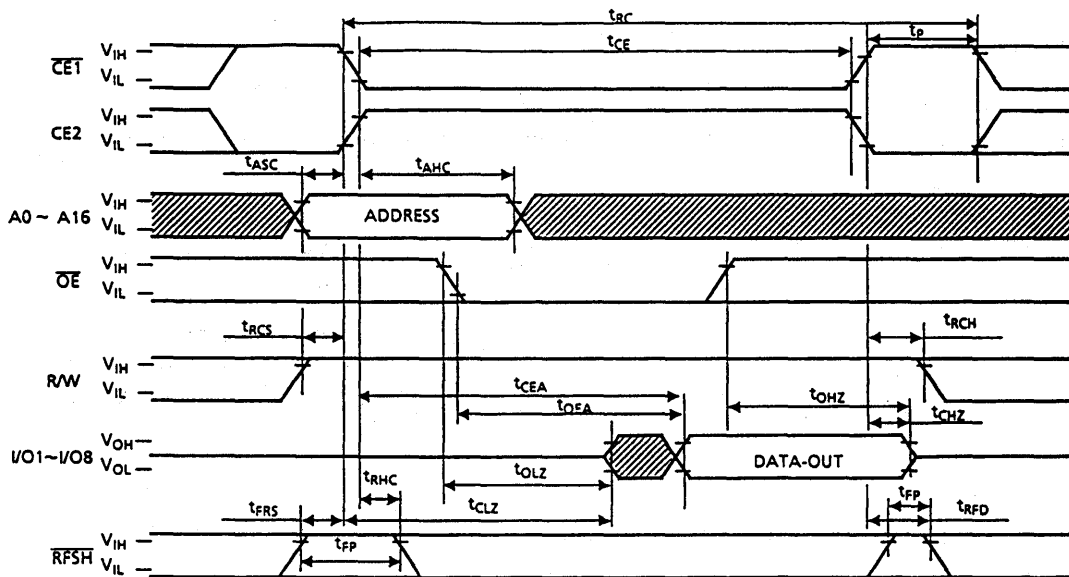 tRC
tCE
tP
CE1
VIH
VIL
CE2
VIH
VIL
tASC
tAHC
A0 ~ A16
VIH
VIL
ADDRESS
OE
VIH
VIL
tRCS
tRCH
R/W
VIH
VIL
tCEA
tOEA
tOHZ
tCHZ
I/O1~I/O8
VOH
VOL
DATA-OUT
tRHC
tOLZ
tFRS
tCLZ
tFP
tRFD
RFSH
VIH
VIL
tFP